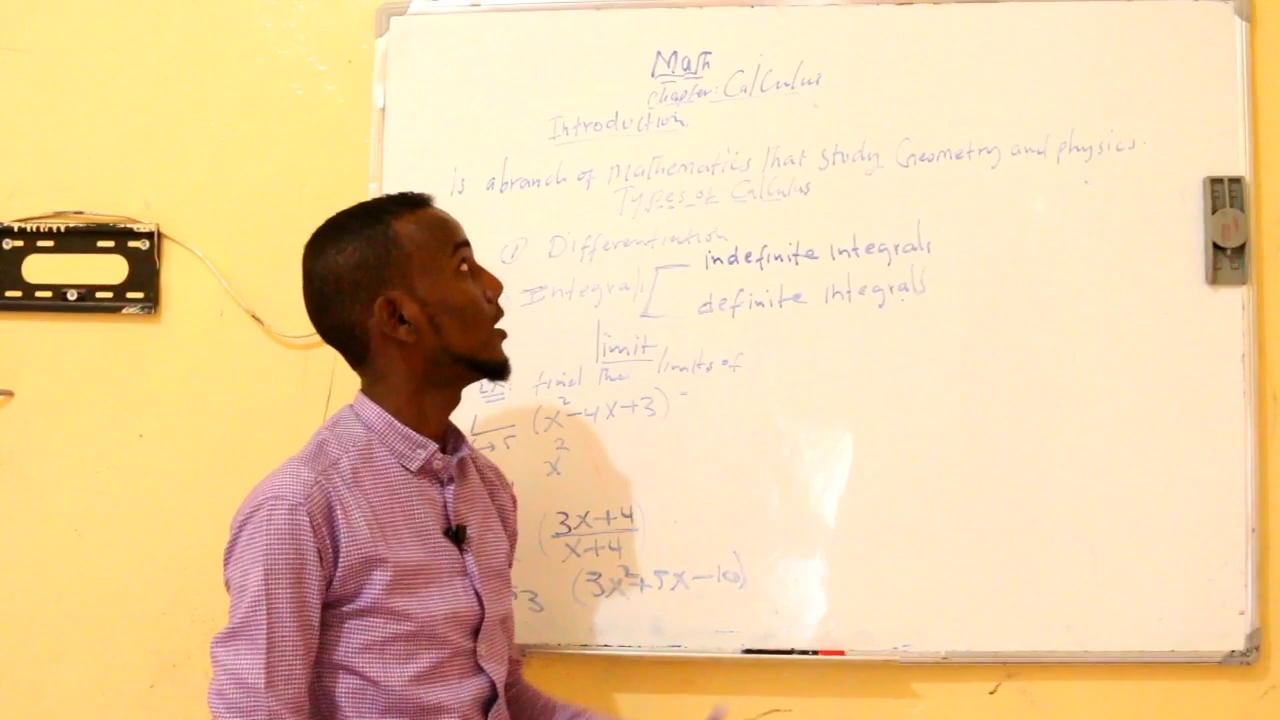 Math
Chapter: Calculus
Introduction
is a branch of Mathematics that study Geometry and physics.
Types of Calculus
① Differentiation
Integrals
indefinite integrals
definite integrals
limit
Ex: find the limits of
→5 (x²-4x+3) =
x²
(3x+4 / x+4)
3 (3x²+5x-10)